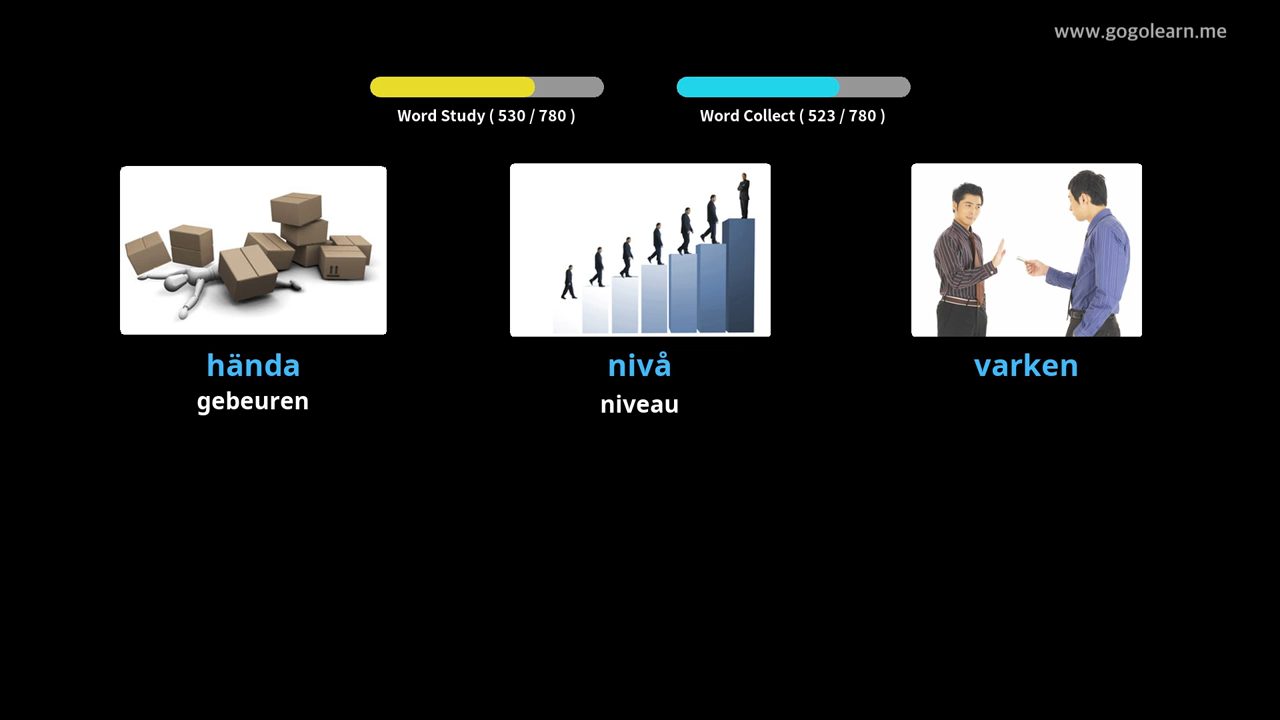 www.gogolearn.me
Word Study ( 530 / 780 )
Word Collect ( 523 / 780 )
hända
nivå
varken
gebeuren
niveau